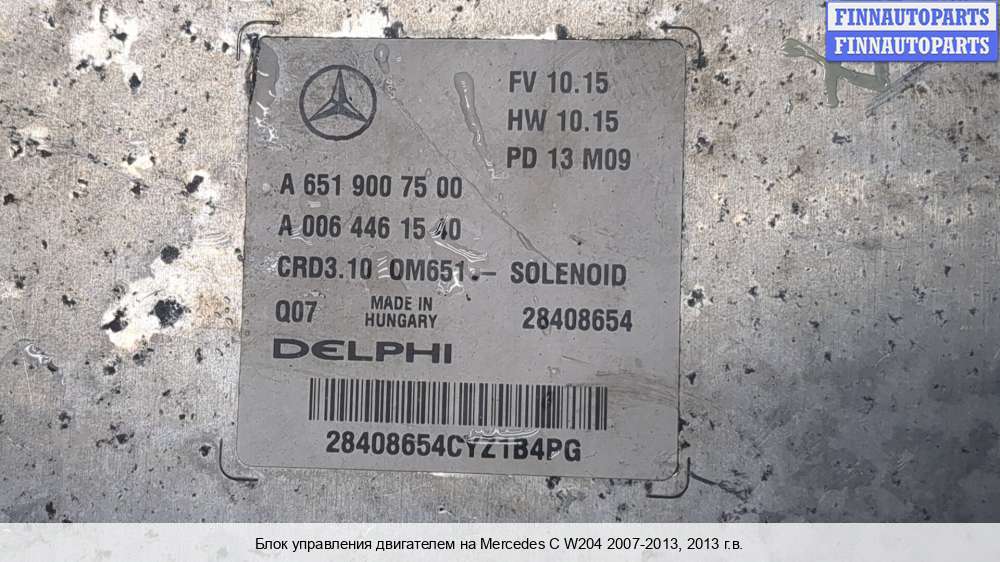 FINNAUTOPARTS
FINNAUTOPARTS
FV 10.15
HW 10.15
PD 13 M09
A 651 900 75 00
A 006 446 15 40
CRD3.10 OM651 - SOLENOID
Q07 MADE IN HUNGARY 28408654
DELPHI
28408654CYZ1B4PG
Блок управления двигателем на Mercedes C W204 2007-2013, 2013 г.в.